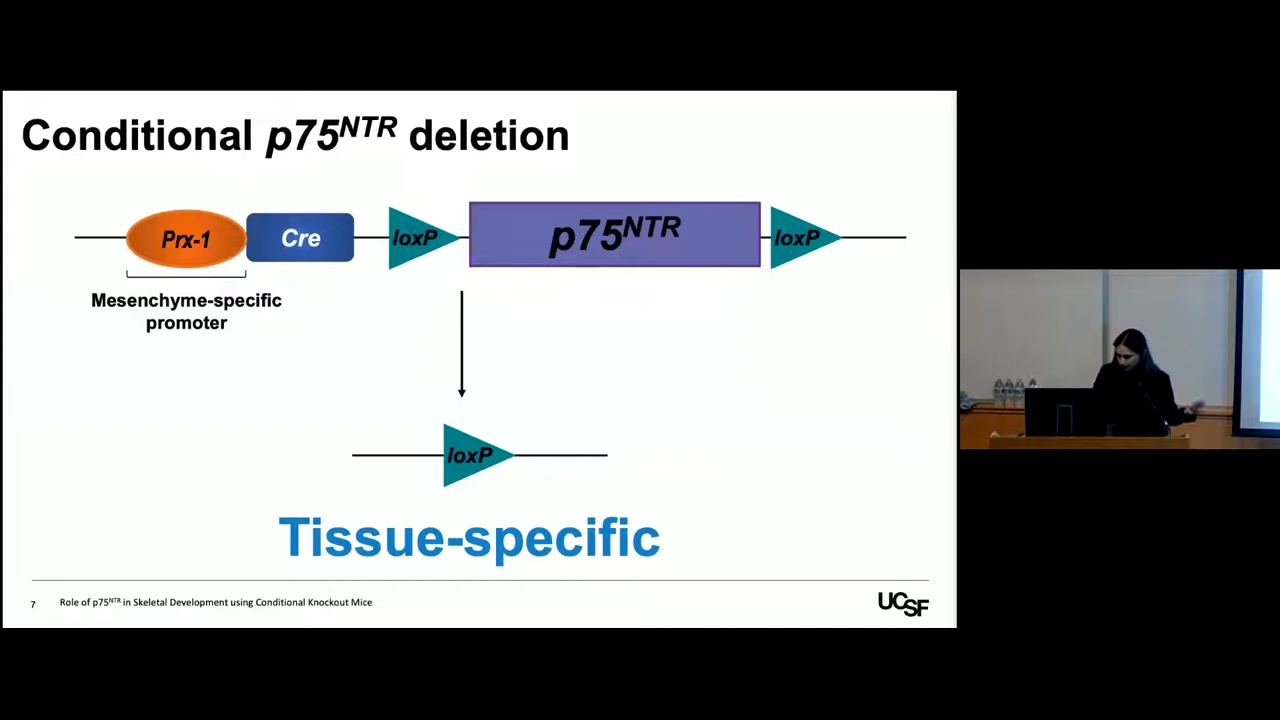 Conditional p75NTR deletion
Prx-1
Cre
loxP
p75NTR
loxP
Mesenchyme-specific
promoter
loxP
Tissue-specific
7
Role of p75NTR in Skeletal Development using Conditional Knockout Mice
UCSF